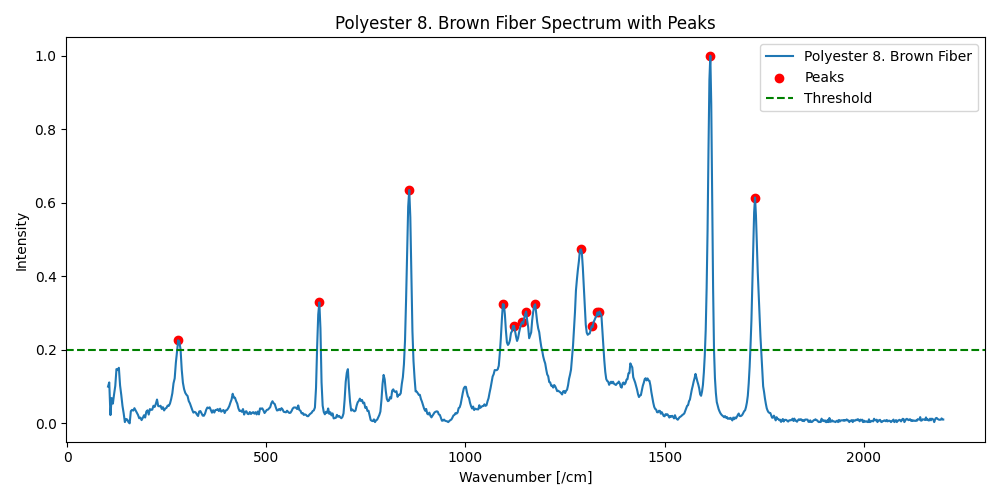 Polyester 8. Brown Fiber Spectrum with Peaks
Polyester 8. Brown Fiber
Peaks
Threshold
1.0
0.8
0.6
0.4
0.2
0.0
Intensity
0
500
1000
1500
2000
Wavenumber [/cm]